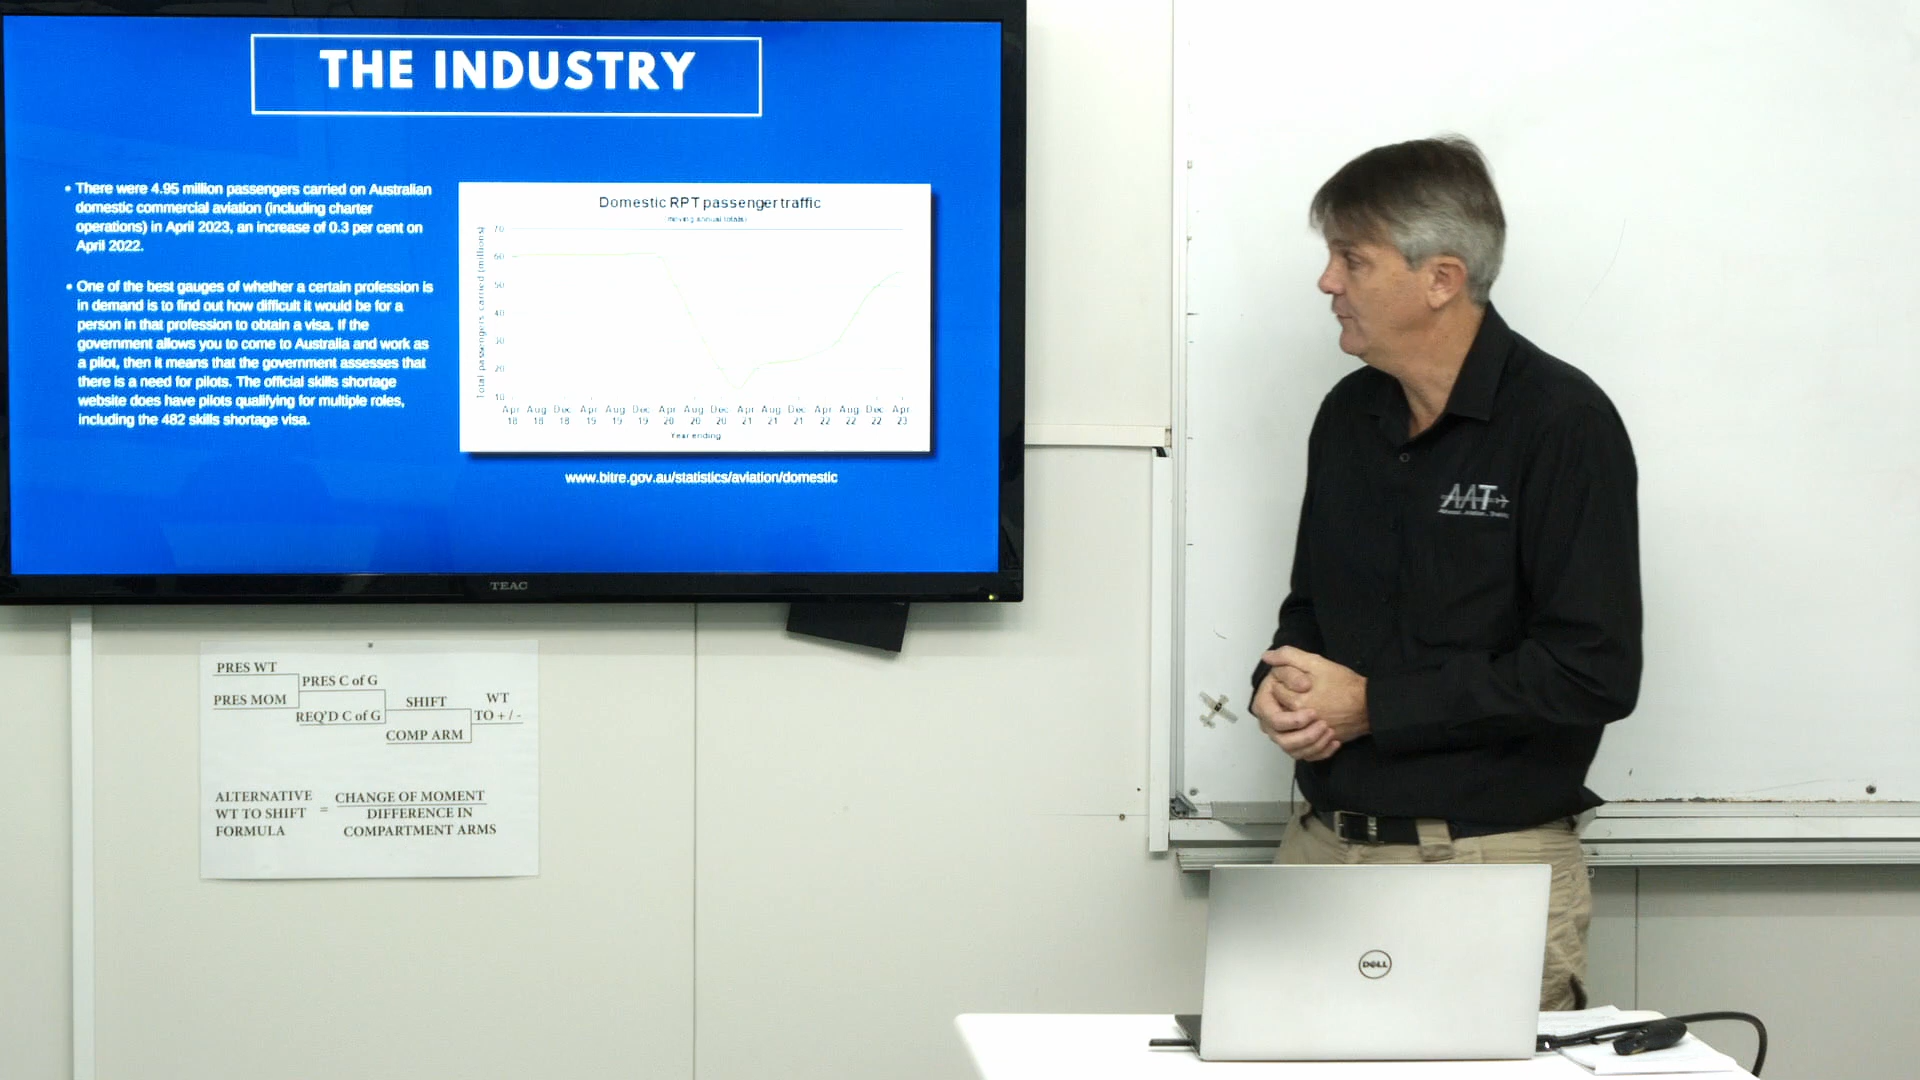 THE INDUSTRY
• There were 4.95 million passengers carried on Australian
domestic commercial aviation (including charter
operations) in April 2023, an increase of 0.3 per cent on
April 2022.
• One of the best gauges of whether a certain profession is
in demand is to find out how difficult it would be for a
person in that profession to obtain a visa. If the
government allows you to come to Australia and work as
a pilot, then it means that the government assesses that
there is a need for pilots. The official skills shortage
website does have pilots qualifying for multiple roles,
including the 482 skills shortage visa.
Domestic RPT passenger traffic
moving annual totals
Total passengers carried (millions)
70
60
50
40
30
20
10
Apr Aug Dec Apr Aug Dec Apr Aug Dec Apr Aug Dec Apr Aug Dec Apr
18 18 18 19 19 19 20 20 20 21 21 21 22 22 22 23
Year ending
www.bitre.gov.au/statistics/aviation/domestic
TEAC
PRES WT
PRES C of G
PRES MOM
SHIFT
WT
REQ'D C of G
TO + / -
COMP ARM
ALTERNATIVE
WT TO SHIFT
FORMULA
=
CHANGE OF MOMENT
DIFFERENCE IN
COMPARTMENT ARMS
AAT
DELL